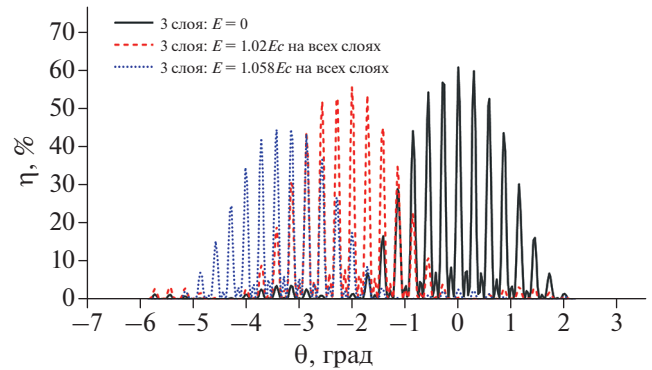 3 слоя: E = 0
3 слоя: E = 1.02Ec на всех слоях
3 слоя: E = 1.058Ec на всех слоях
70
60
50
40
30
20
10
0
η, %
−7 −6 −5 −4 −3 −2 −1 0 1 2 3
θ, град